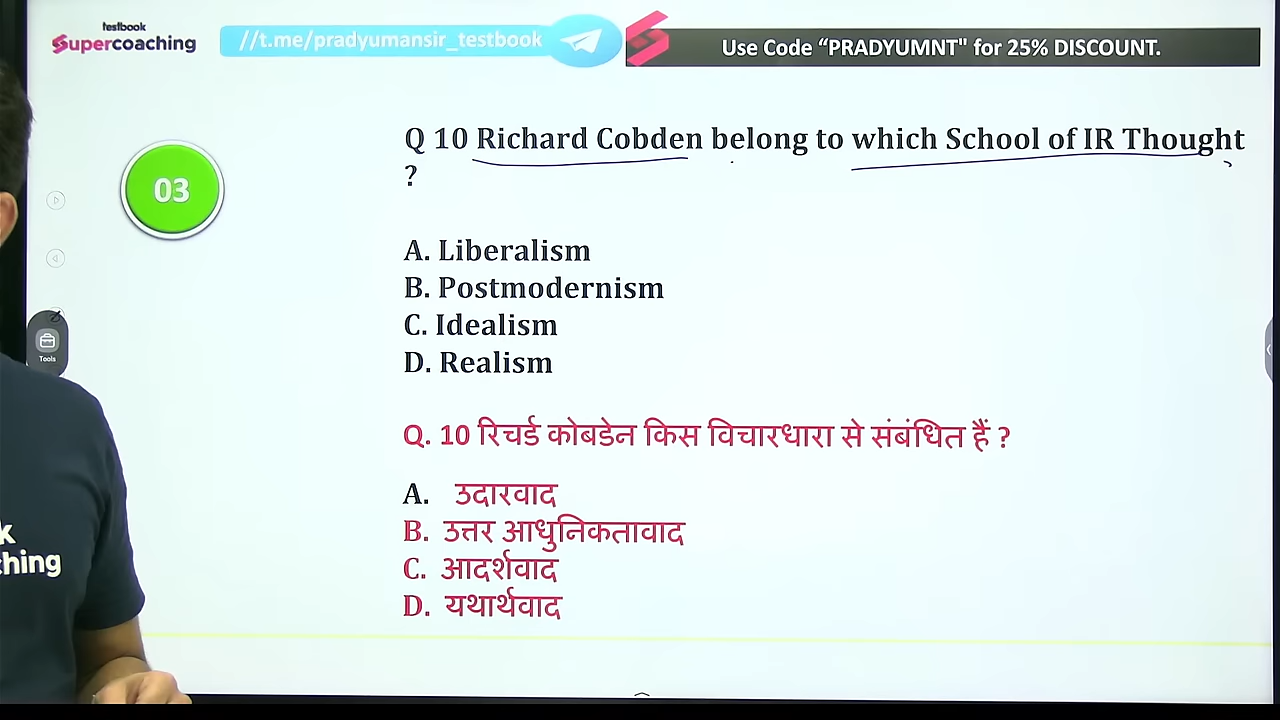 testbook
Supercoaching
//t.me/pradyumansir_testbook
Use Code “PRADYUMNT" for 25% DISCOUNT.
03
Q 10 Richard Cobden belong to which School of IR Thought
?
A. Liberalism
B. Postmodernism
C. Idealism
D. Realism
Q. 10 रिचर्ड कोबडेन किस विचारधारा से संबंधित हैं ?
A. उदारवाद
B. उत्तर आधुनिकतावाद
C. आदर्शवाद
D. यथार्थवाद
Tools
k
ching